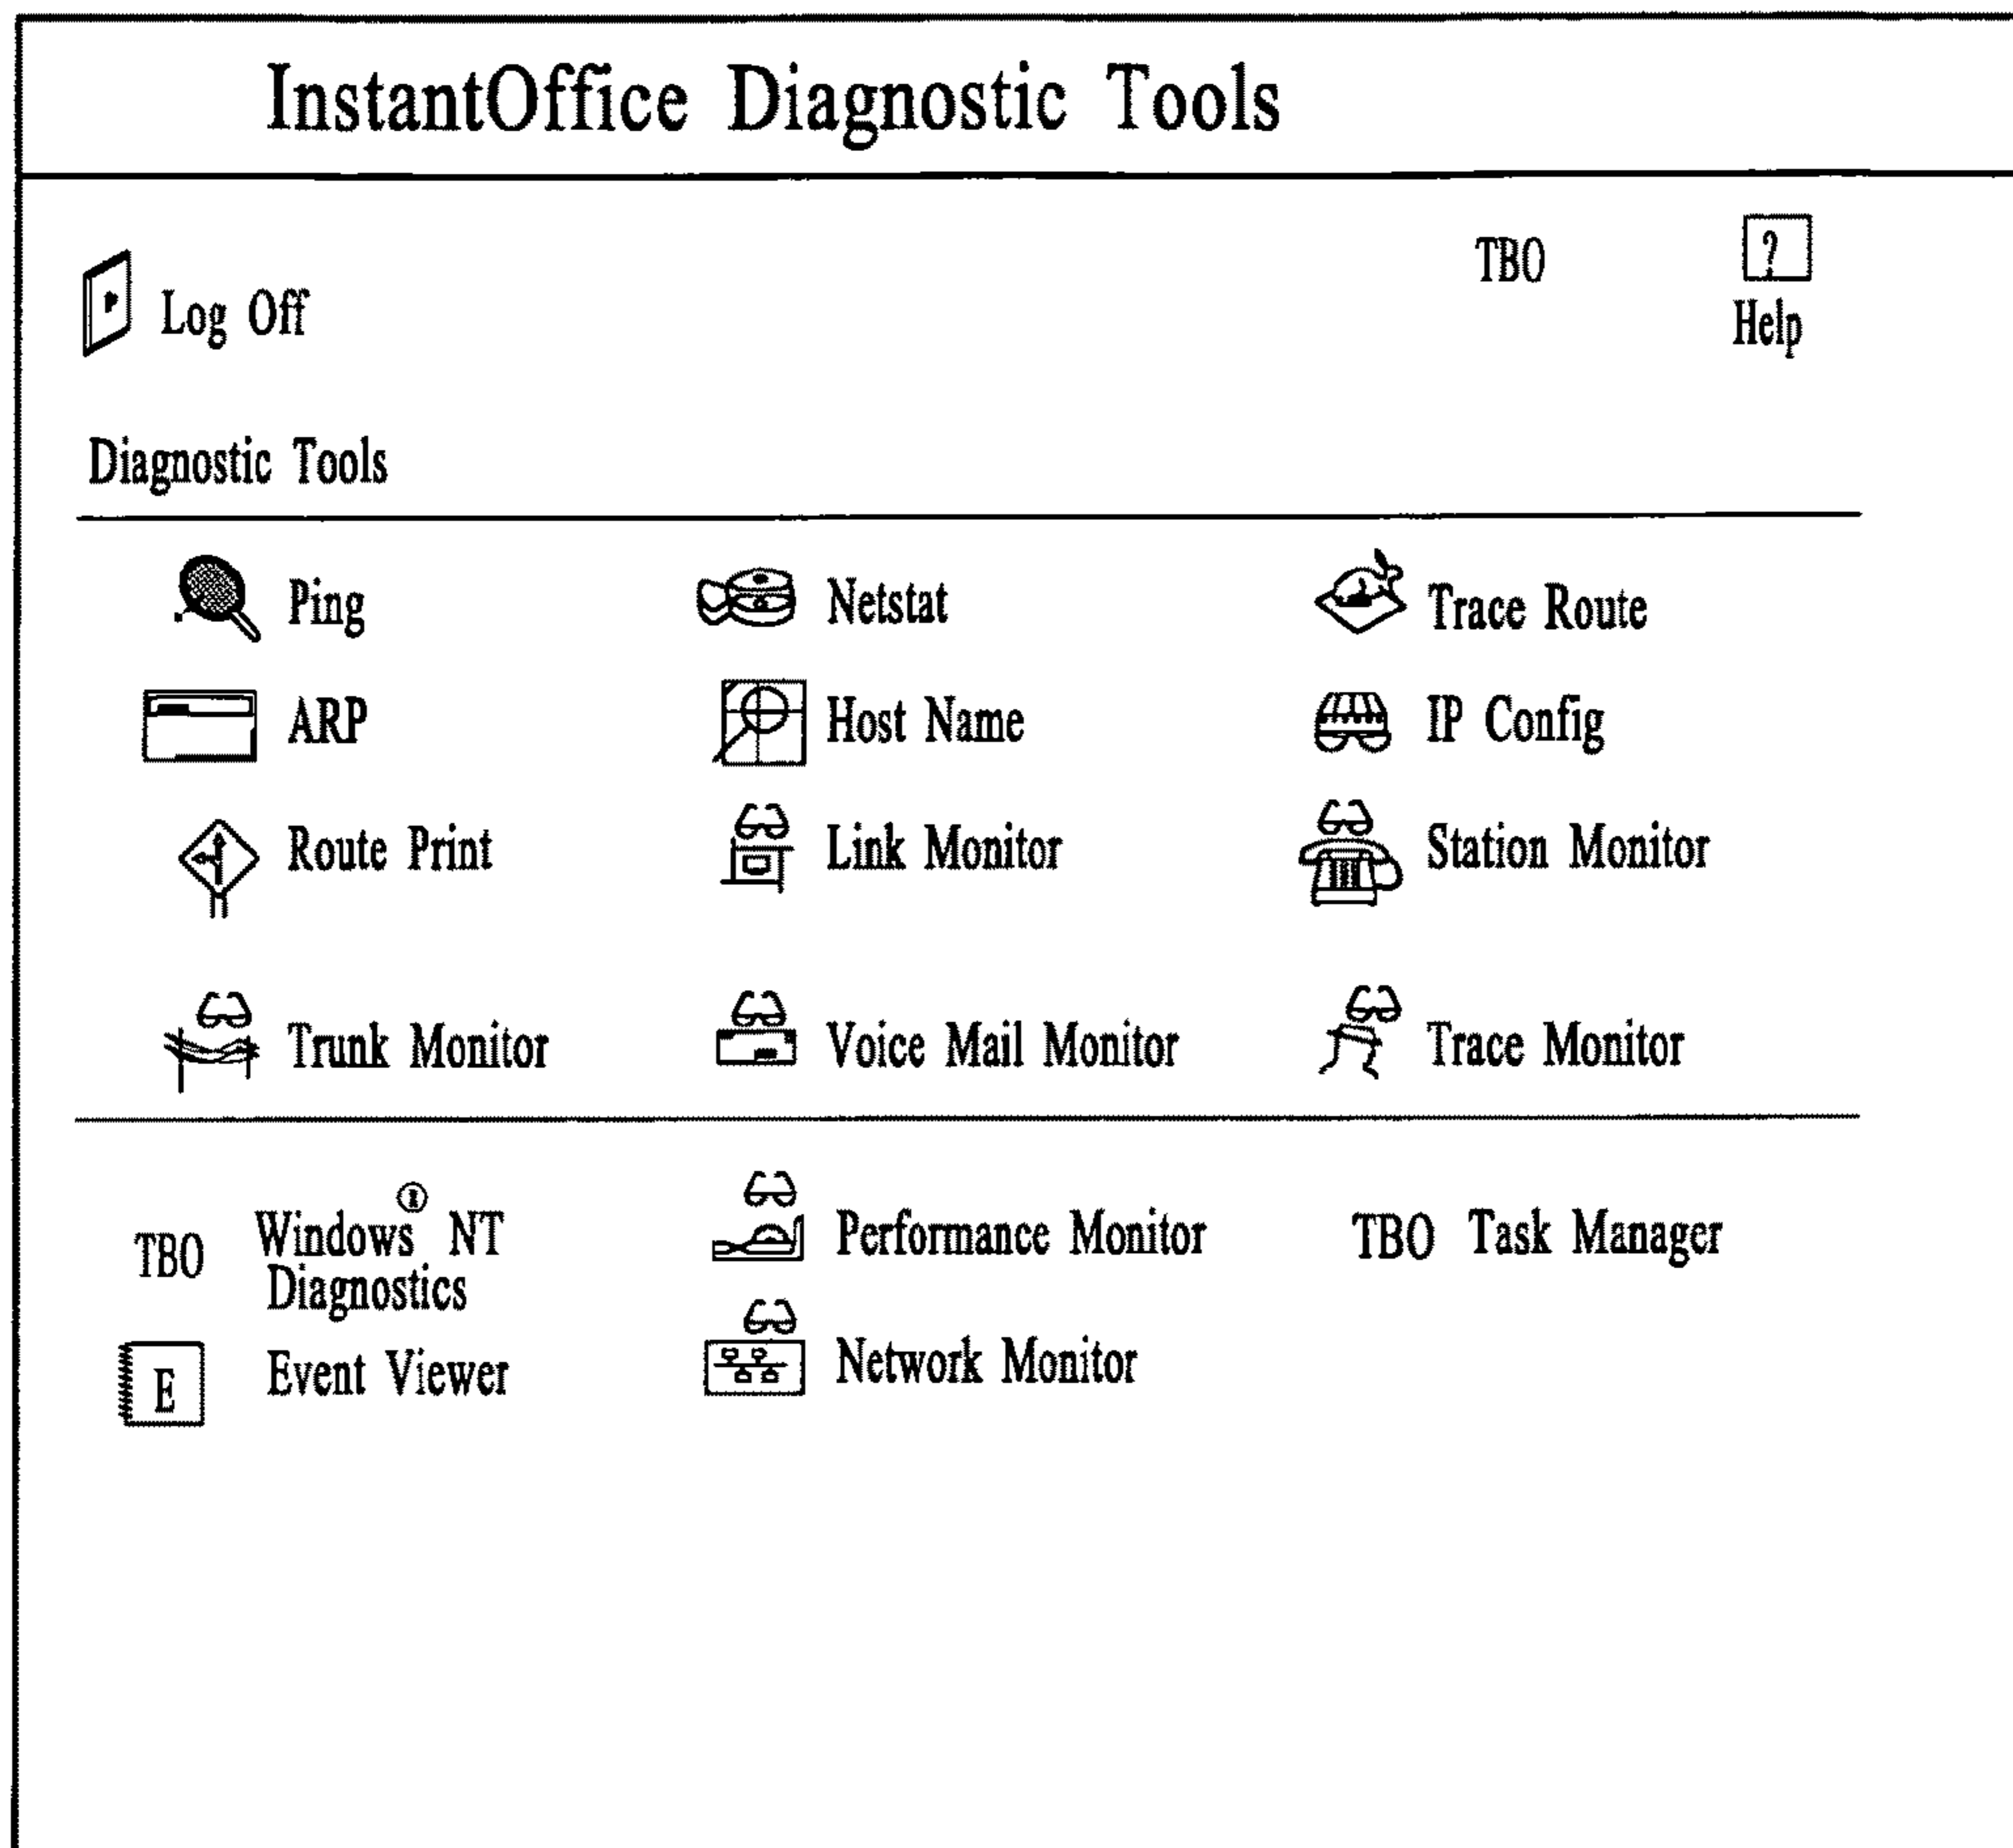 InstantOffice Diagnostic Tools
TBO
?
Log Off
Help
Diagnostic Tools
Ping
Netstat
Trace Route
ARP
Host Name
IP Config
Route Print
Link Monitor
Station Monitor
Trunk Monitor
Voice Mail Monitor
Trace Monitor
TBO
Windows® NT
Diagnostics
Performance Monitor
TBO
Task Manager
E
Event Viewer
Network Monitor